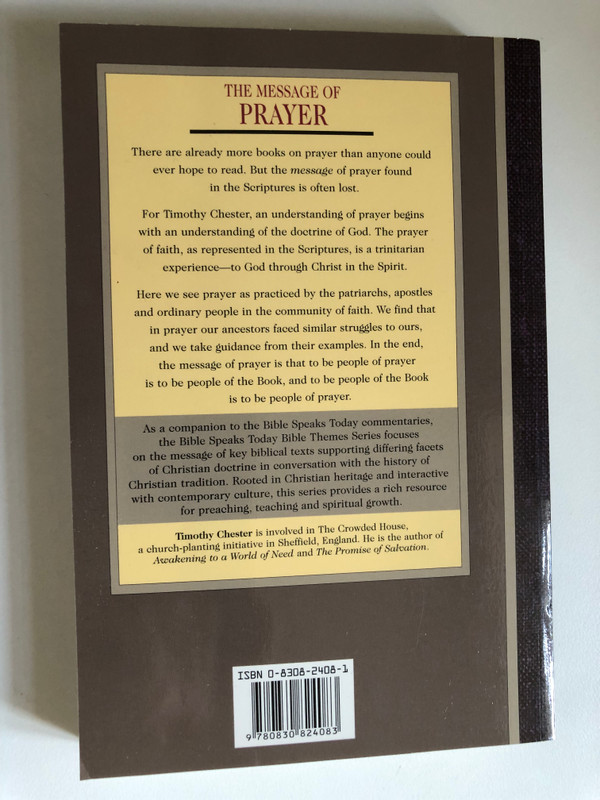 THE MESSAGE OF
PRAYER
There are already more books on prayer than anyone could
ever hope to read. But the message of prayer found
in the Scriptures is often lost.
For Timothy Chester, an understanding of prayer begins
with an understanding of the doctrine of God. The prayer
of faith, as represented in the Scriptures, is a trinitarian
experience—to God through Christ in the Spirit.
Here we see prayer as practiced by the patriarchs, apostles
and ordinary people in the community of faith. We find that
in prayer our ancestors faced similar struggles to ours,
and we take guidance from their examples. In the end,
the message of prayer is that to be people of prayer
is to be people of the Book, and to be people of the Book
is to be people of prayer.
As a companion to the Bible Speaks Today commentaries,
the Bible Speaks Today Bible Themes Series focuses
on the message of key biblical texts supporting differing facets
of Christian doctrine in conversation with the history of
Christian tradition. Rooted in Christian heritage and interactive
with contemporary culture, this series provides a rich resource
for preaching, teaching and spiritual growth.
Timothy Chester is involved in The Crowded House,
a church-planting initiative in Sheffield, England. He is the author of
Awakening to a World of Need and The Promise of Salvation.
ISBN 0-8308-2408-1
9 780830 824083